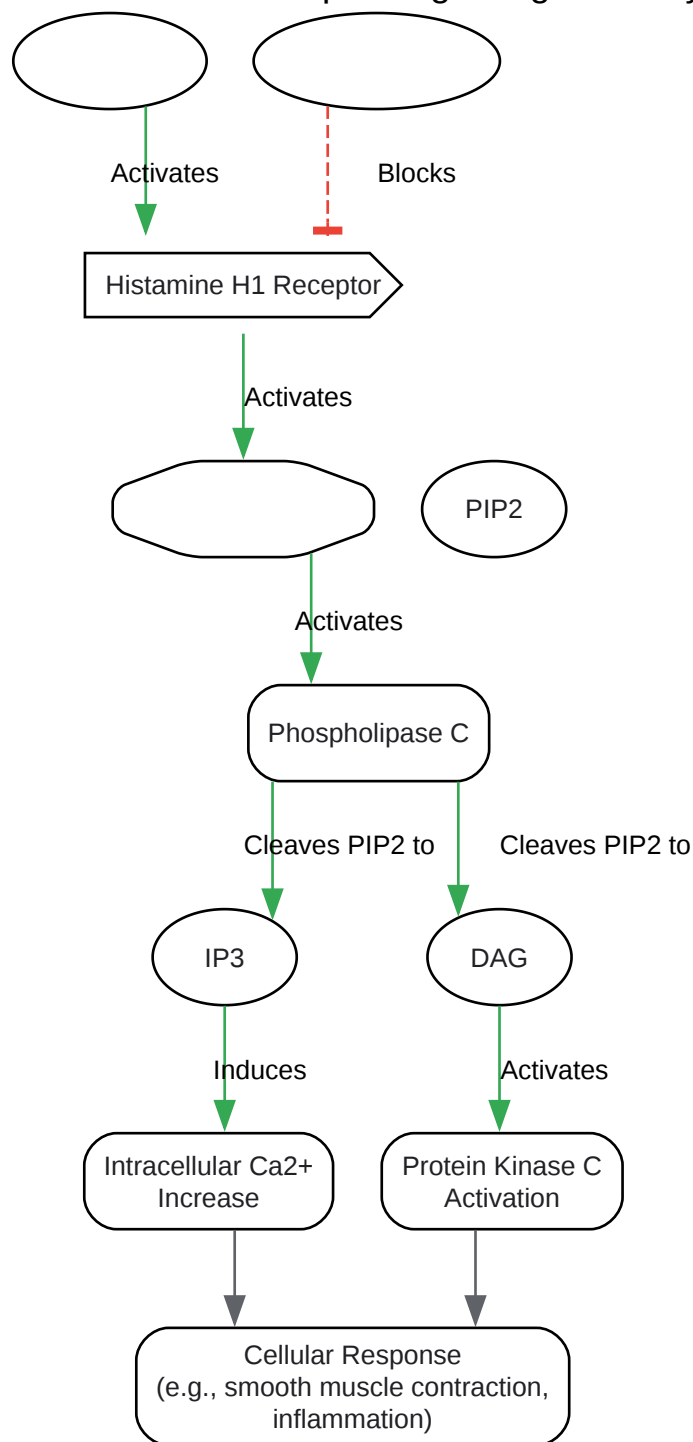 Activates
Blocks
Histamine H1 Receptor
Activates
PIP2
Activates
Phospholipase C
Cleaves PIP2 to
Cleaves PIP2 to
IP3
DAG
Induces
Activates
Intracellular Ca2+
Increase
Protein Kinase C
Activation
Cellular Response
(e.g., smooth muscle contraction,
inflammation)